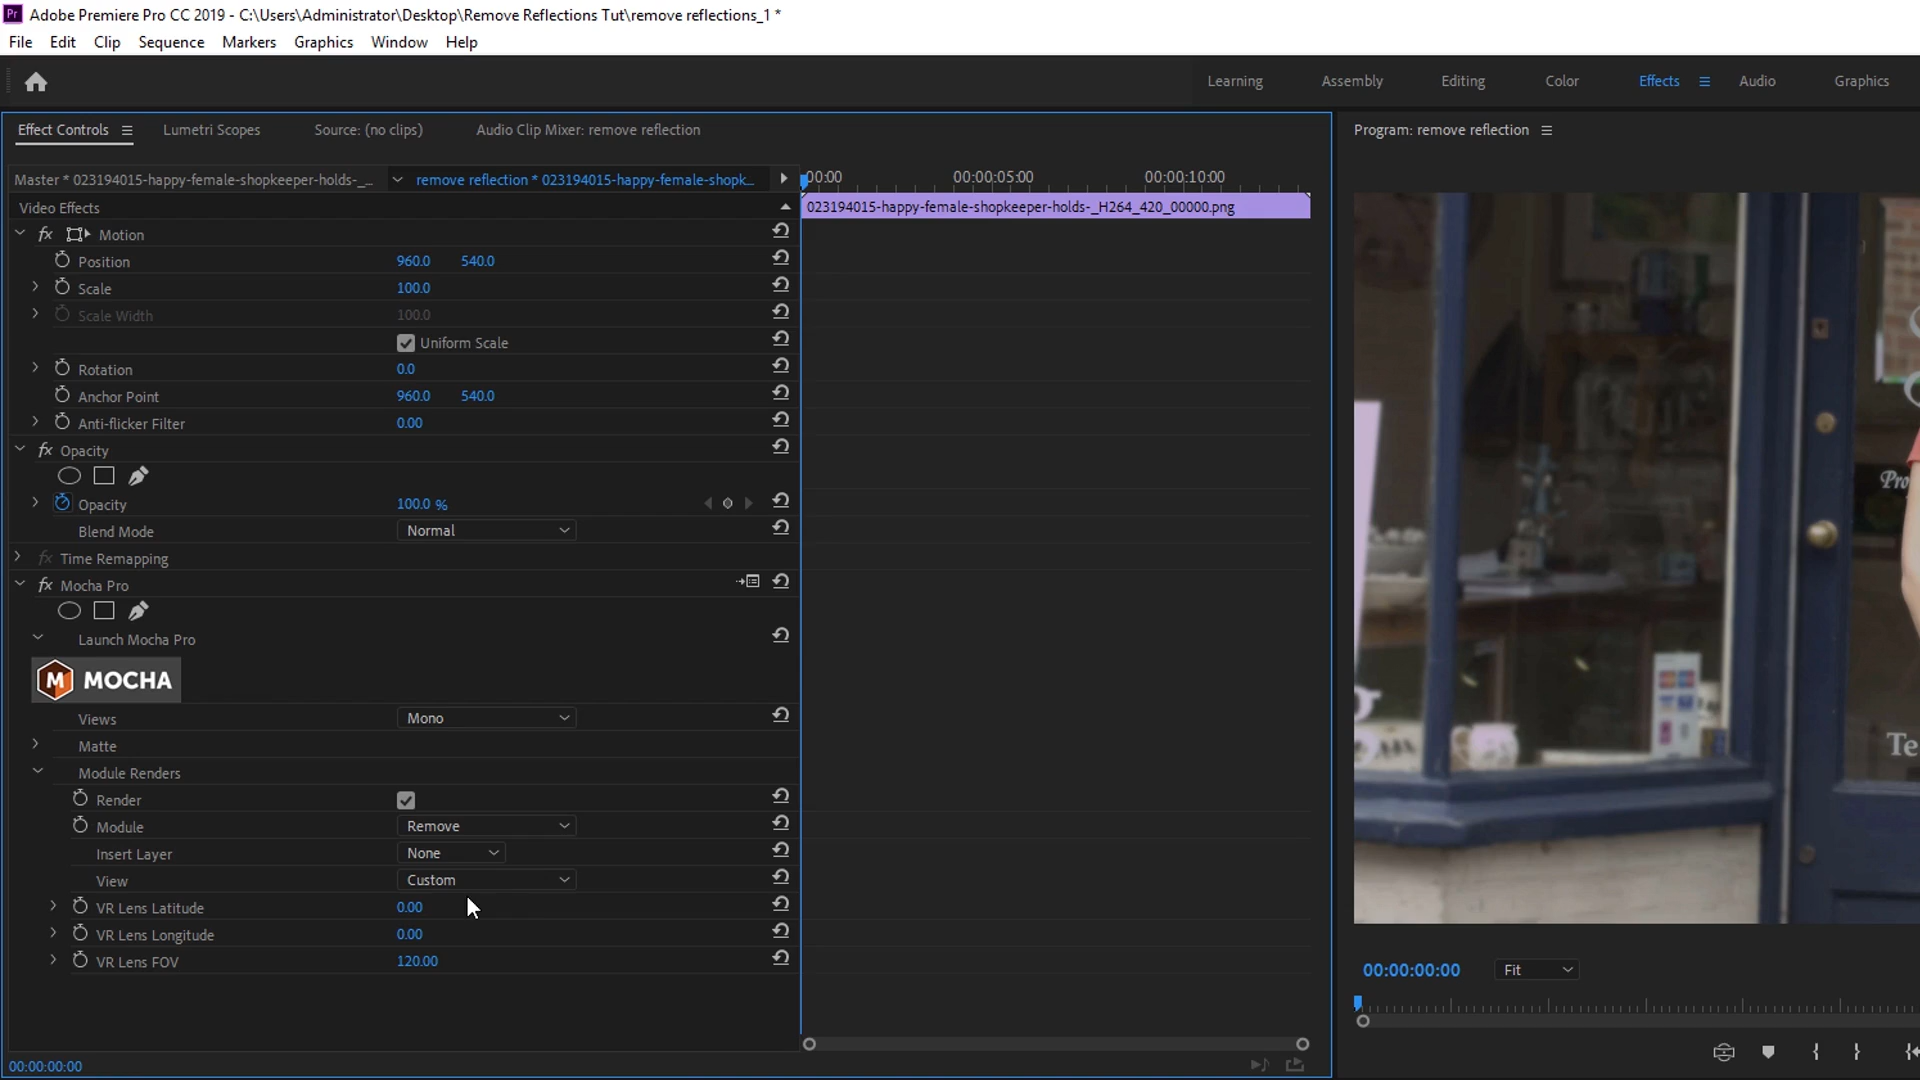 Adobe Premiere Pro CC 2019 - C:\Users\Administrator\Desktop\Remove Reflections Tut\remove reflections_1 *
File Edit Clip Sequence Markers Graphics Window Help
Learning Assembly Editing Color Effects Audio Graphics
Effect Controls Lumetri Scopes Source: (no clips) Audio Clip Mixer: remove reflection
Program: remove reflection
Master * 023194015-happy-female-shopkeeper-holds-_... remove reflection * 023194015-happy-female-shopk...
00:00 00:00:05:00 00:00:10:00
Video Effects
023194015-happy-female-shopkeeper-holds-_H264_420_00000.png
fx Motion
Position 960.0 540.0
Scale 100.0
Scale Width 100.0
Uniform Scale
Rotation 0.0
Anchor Point 960.0 540.0
Anti-flicker Filter 0.00
fx Opacity
Opacity 100.0 %
Blend Mode Normal
fx Time Remapping
fx Mocha Pro
Launch Mocha Pro
M MOCHA
Views Mono
Matte
Module Renders
Render
Module Remove
Insert Layer None
View Custom
VR Lens Latitude 0.00
VR Lens Longitude 0.00
VR Lens FOV 120.00
00:00:00:00
Pro
Te
00:00:00:00 Fit